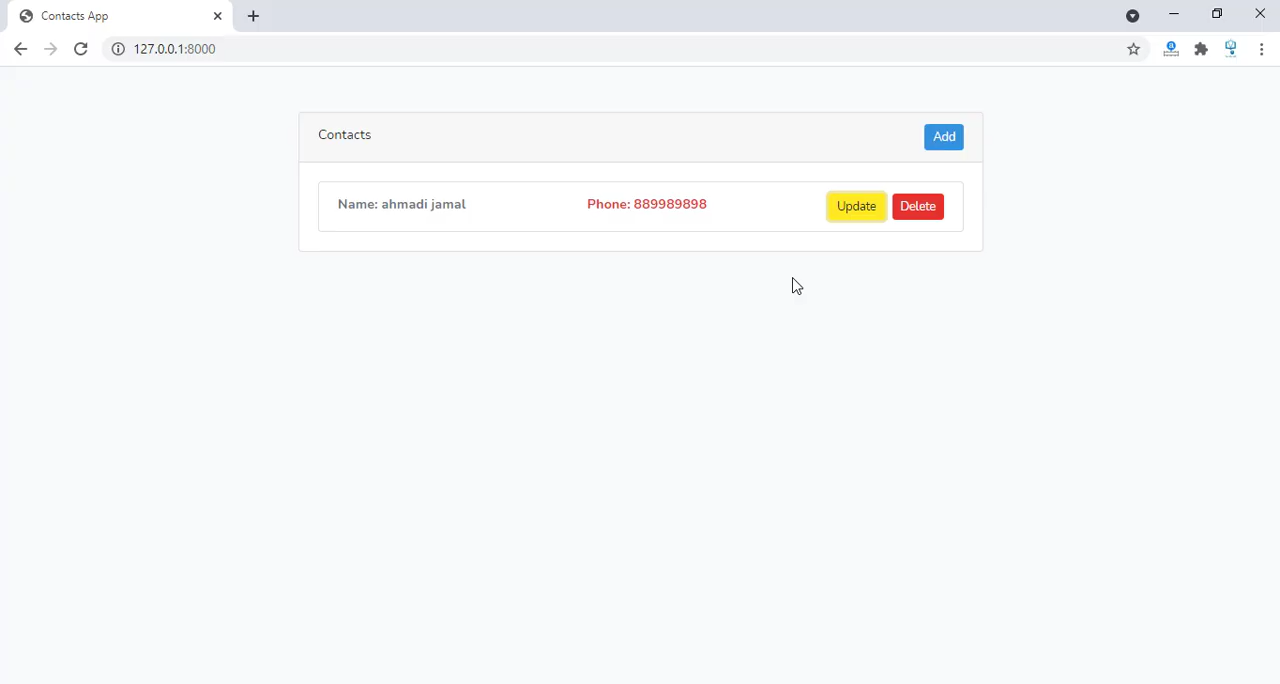 Contacts App
127.0.0.1:8000
Contacts
Add
Name: ahmadi jamal
Phone: 889989898
Update
Delete